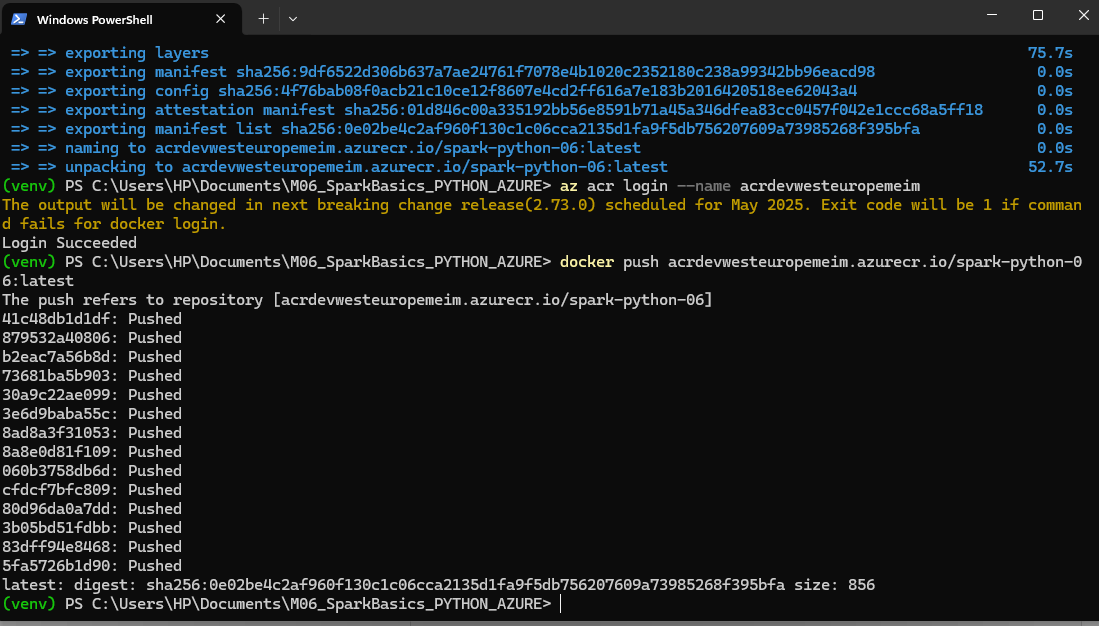 Windows PowerShell
=> => exporting layers 75.7s
=> => exporting manifest sha256:9df6522d306b637a7ae24761f7078e4b1020c2352180c238a99342bb96eacd98 0.0s
=> => exporting config sha256:4f76bab08f0acb21c10ce12f8607e4cd2ff616a7e183b2016420518ee62043a4 0.0s
=> => exporting attestation manifest sha256:01d846c00a335192bb56e8591b71a45a346dfea83cc0457f042e1ccc68a5ff18 0.0s
=> => exporting manifest list sha256:0e02be4c2af960f130c1c06cca2135d1fa9f5db756207609a73985268f395bfa 0.0s
=> => naming to acrdevwesteuropemeim.azurecr.io/spark-python-06:latest 0.0s
=> => unpacking to acrdevwesteuropemeim.azurecr.io/spark-python-06:latest 52.7s
(venv) PS C:\Users\HP\Documents\M06_SparkBasics_PYTHON_AZURE> az acr login --name acrdevwesteuropemeim
The output will be changed in next breaking change release(2.73.0) scheduled for May 2025. Exit code will be 1 if comman
d fails for docker login.
Login Succeeded
(venv) PS C:\Users\HP\Documents\M06_SparkBasics_PYTHON_AZURE> docker push acrdevwesteuropemeim.azurecr.io/spark-python-0
6:latest
The push refers to repository [acrdevwesteuropemeim.azurecr.io/spark-python-06]
41c48db1d1df: Pushed
879532a40806: Pushed
b2eac7a56b8d: Pushed
73681ba5b903: Pushed
30a9c22ae099: Pushed
3e6d9baba55c: Pushed
8ad8a3f31053: Pushed
8a8e0d81f109: Pushed
060b3758db6d: Pushed
cfdcf7bfc809: Pushed
80d96da0a7dd: Pushed
3b05bd51fdbb: Pushed
83dff94e8468: Pushed
5fa5726b1d90: Pushed
latest: digest: sha256:0e02be4c2af960f130c1c06cca2135d1fa9f5db756207609a73985268f395bfa size: 856
(venv) PS C:\Users\HP\Documents\M06_SparkBasics_PYTHON_AZURE>